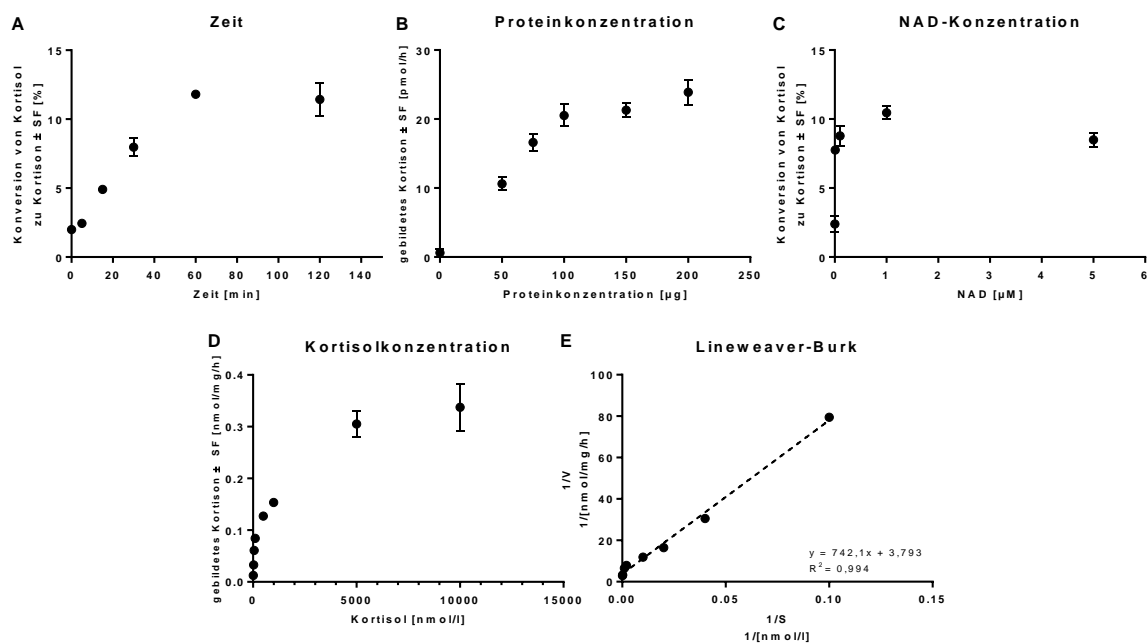 A
Zeit
Konversion von Kortisol
zu Kortison ± SF [%]
15
10
5
0
0 20 40 60 80 100 120 140
Zeit [min]
B
Proteinkonzentration
gebildetes Kortison ± SF [pmol/h]
30
20
10
0
0 50 100 150 200 250
Proteinkonzentration [µg]
C
NAD-Konzentration
Konversion von Kortisol
zu Kortison ± SF [%]
15
10
5
0
0 1 2 3 4 5 6
NAD [µM]
D
Kortisolkonzentration
gebildetes Kortison ± SF [nmol/mg/h]
0.4
0.3
0.2
0.1
0.0
0 5000 10000 15000
Kortisol [nmol/l]
E
Lineweaver-Burk
1/V
1/[nmol/mg/h]
100
80
60
40
20
0
0.00 0.05 0.10 0.15
y = 742,1x + 3,793
R² = 0,994
1/S
1/[nmol/l]